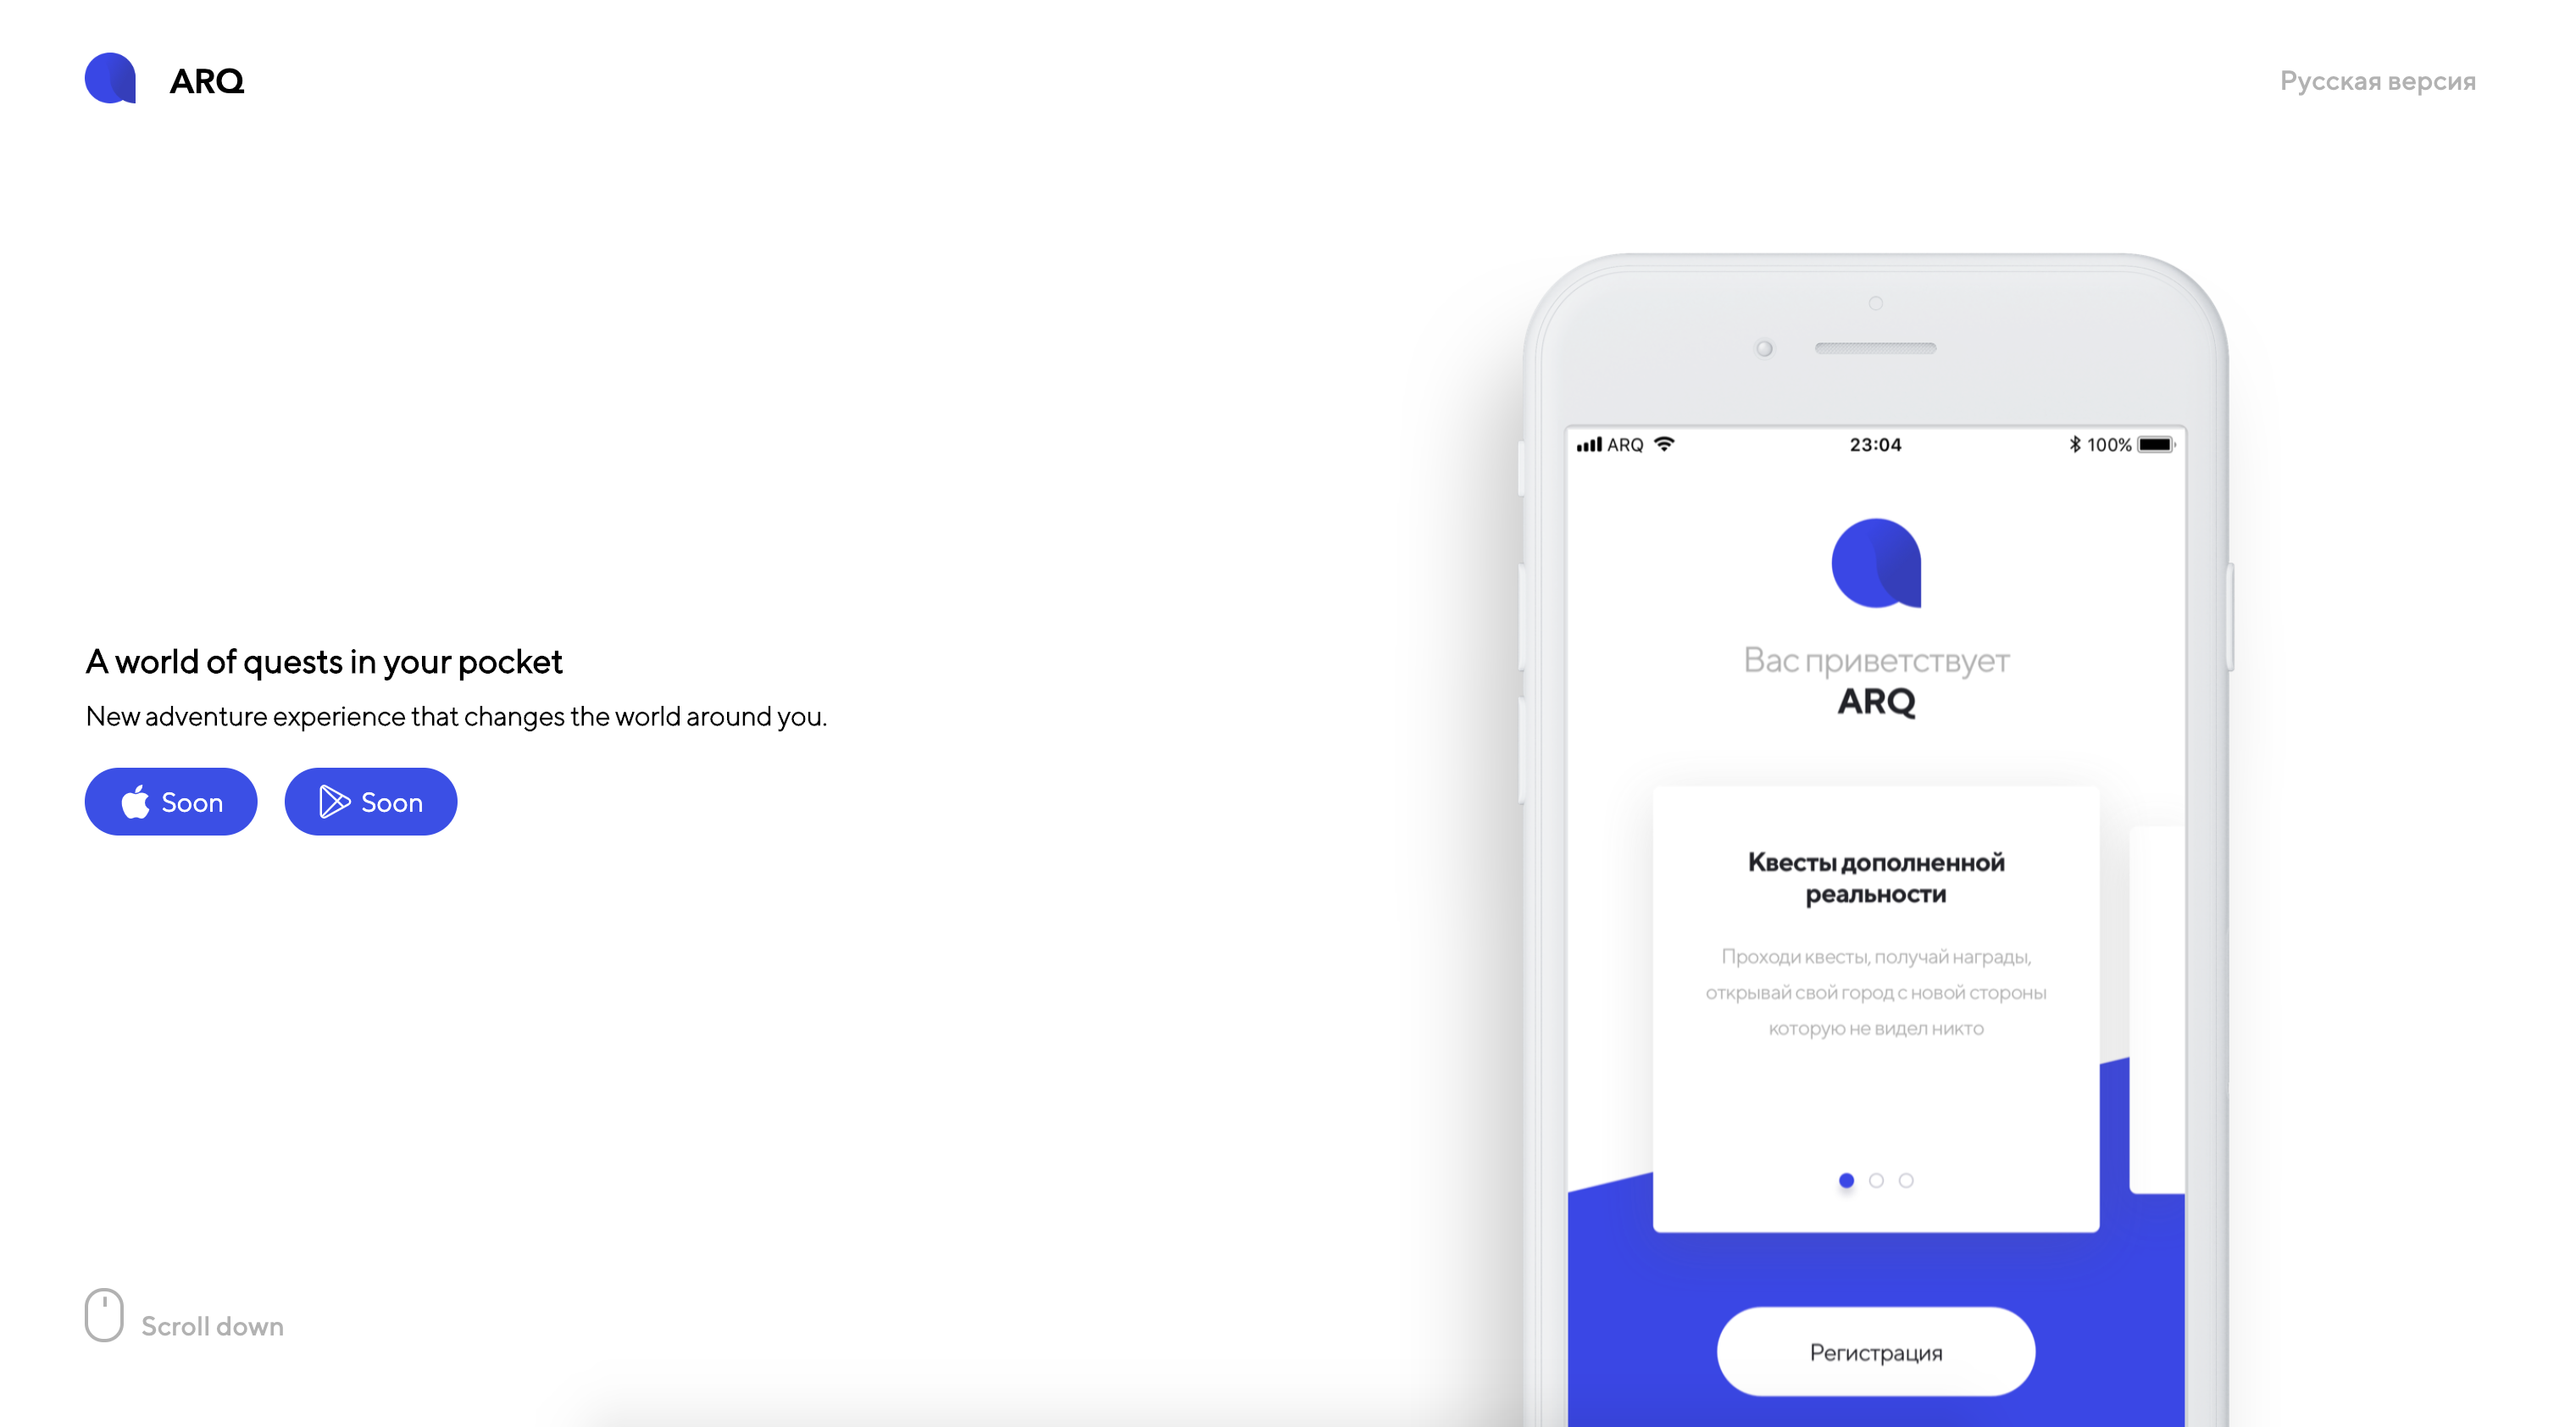 ARQ
Русская версия
A world of quests in your pocket
New adventure experience that changes the world around you.
Soon
Soon
Scroll down
ARQ
23:04
100%
Вас приветствует
ARQ
Квесты дополненной
реальности
Проходи квесты, получай награды,
открывай свой город с новой стороны
которую не видел никто
Регистрация